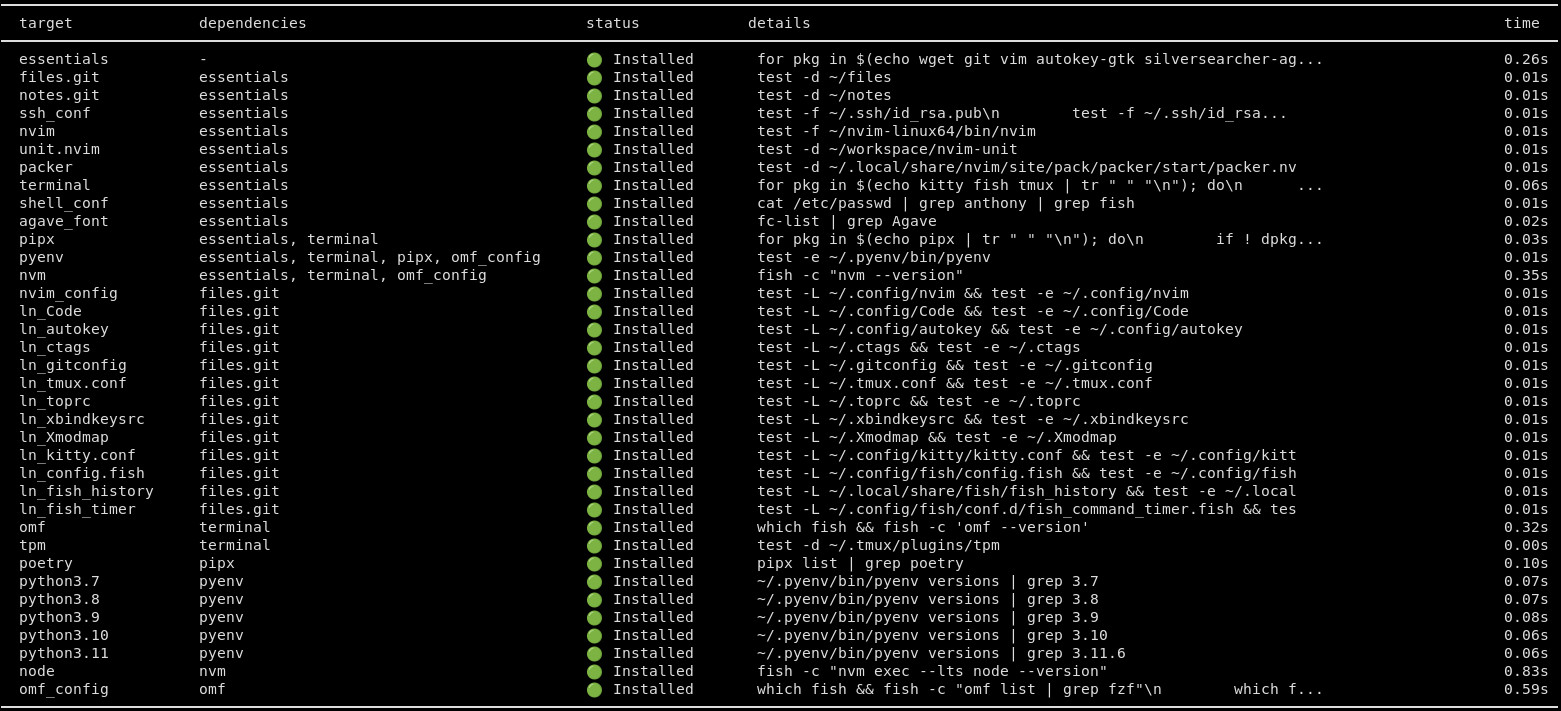 target dependencies status details time
essentials - Installed for pkg in $(echo wget git vim autokey-gtk silversearcher-ag... 0.26s
files.git essentials Installed test -d ~/files 0.01s
notes.git essentials Installed test -d ~/notes 0.01s
ssh_conf essentials Installed test -f ~/.ssh/id_rsa.pub\n        test -f ~/.ssh/id_rsa... 0.01s
nvim essentials Installed test -f ~/nvim-linux64/bin/nvim 0.01s
unit.nvim essentials Installed test -d ~/workspace/nvim-unit 0.01s
packer essentials Installed test -d ~/.local/share/nvim/site/pack/packer/start/packer.nv 0.01s
terminal essentials Installed for pkg in $(echo kitty fish tmux | tr " " "\n"); do\n      ... 0.06s
shell_conf essentials Installed cat /etc/passwd | grep anthony | grep fish 0.01s
agave_font essentials Installed fc-list | grep Agave 0.02s
pipx essentials, terminal Installed for pkg in $(echo pipx | tr " " "\n"); do\n        if ! dpkg... 0.03s
pyenv essentials, terminal, pipx, omf_config Installed test -e ~/.pyenv/bin/pyenv 0.01s
nvm essentials, terminal, omf_config Installed fish -c "nvm --version" 0.35s
nvim_config files.git Installed test -L ~/.config/nvim && test -e ~/.config/nvim 0.01s
ln_Code files.git Installed test -L ~/.config/Code && test -e ~/.config/Code 0.01s
ln_autokey files.git Installed test -L ~/.config/autokey && test -e ~/.config/autokey 0.01s
ln_ctags files.git Installed test -L ~/.ctags && test -e ~/.ctags 0.01s
ln_gitconfig files.git Installed test -L ~/.gitconfig && test -e ~/.gitconfig 0.01s
ln_tmux.conf files.git Installed test -L ~/.tmux.conf && test -e ~/.tmux.conf 0.01s
ln_toprc files.git Installed test -L ~/.toprc && test -e ~/.toprc 0.01s
ln_xbindkeysrc files.git Installed test -L ~/.xbindkeysrc && test -e ~/.xbindkeysrc 0.01s
ln_Xmodmap files.git Installed test -L ~/.Xmodmap && test -e ~/.Xmodmap 0.01s
ln_kitty.conf files.git Installed test -L ~/.config/kitty/kitty.conf && test -e ~/.config/kitt 0.01s
ln_config.fish files.git Installed test -L ~/.config/fish/config.fish && test -e ~/.config/fish 0.01s
ln_fish_history files.git Installed test -L ~/.local/share/fish/fish_history && test -e ~/.local 0.01s
ln_fish_timer files.git Installed test -L ~/.config/fish/conf.d/fish_command_timer.fish && tes 0.01s
omf terminal Installed which fish && fish -c 'omf --version' 0.32s
tpm terminal Installed test -d ~/.tmux/plugins/tpm 0.00s
poetry pipx Installed pipx list | grep poetry 0.10s
python3.7 pyenv Installed ~/.pyenv/bin/pyenv versions | grep 3.7 0.07s
python3.8 pyenv Installed ~/.pyenv/bin/pyenv versions | grep 3.8 0.07s
python3.9 pyenv Installed ~/.pyenv/bin/pyenv versions | grep 3.9 0.08s
python3.10 pyenv Installed ~/.pyenv/bin/pyenv versions | grep 3.10 0.06s
python3.11 pyenv Installed ~/.pyenv/bin/pyenv versions | grep 3.11.6 0.06s
node nvm Installed fish -c "nvm exec --lts node --version" 0.83s
omf_config omf Installed which fish && fish -c "omf list | grep fzf"\n        which f... 0.59s